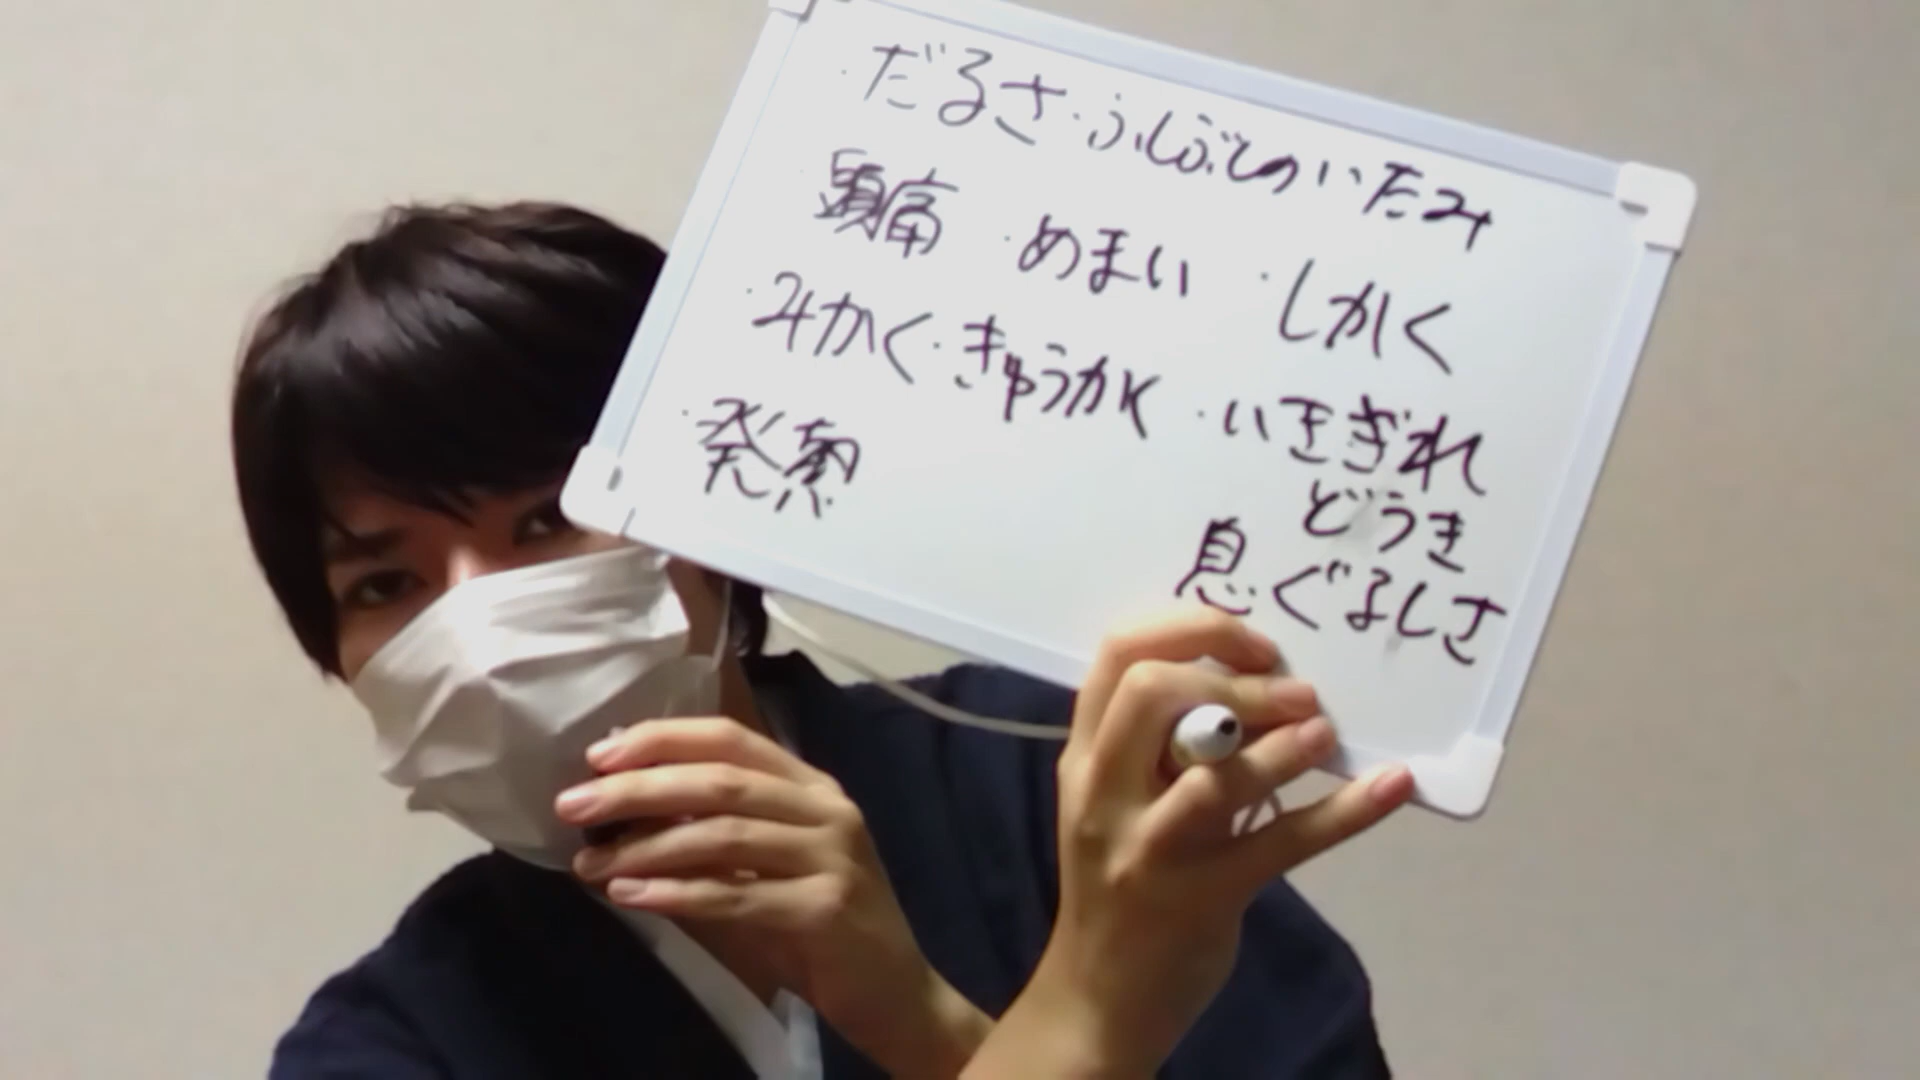 ・だるさ・ふしぶしのいたみ
・頭痛 ・めまい ・しかく
・みかく・きゅうかく ・いきぎれ
・発熱 どうき
息ぐるしさ